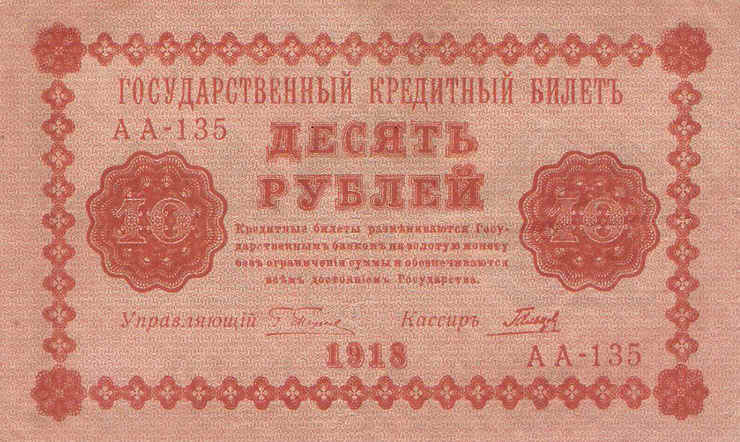 ГОСУДАРСТВЕННЫЙ КРЕДИТНЫЙ БИЛЕТЪ
АА-135
ДЕСЯТЬ
РУБЛЕЙ
10
10
Кредитные билеты размѣниваются Госу-
дарственнымъ банкомъ на золотую монету
безъ ограниченія суммы и обезпечиваются
всѣмъ достояніемъ Государства.
Управляющій
Кассиръ
1918
АА-135